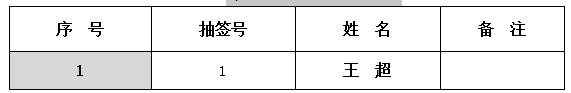 序 号 抽签号 姓 名 备 注
1 1 王 超